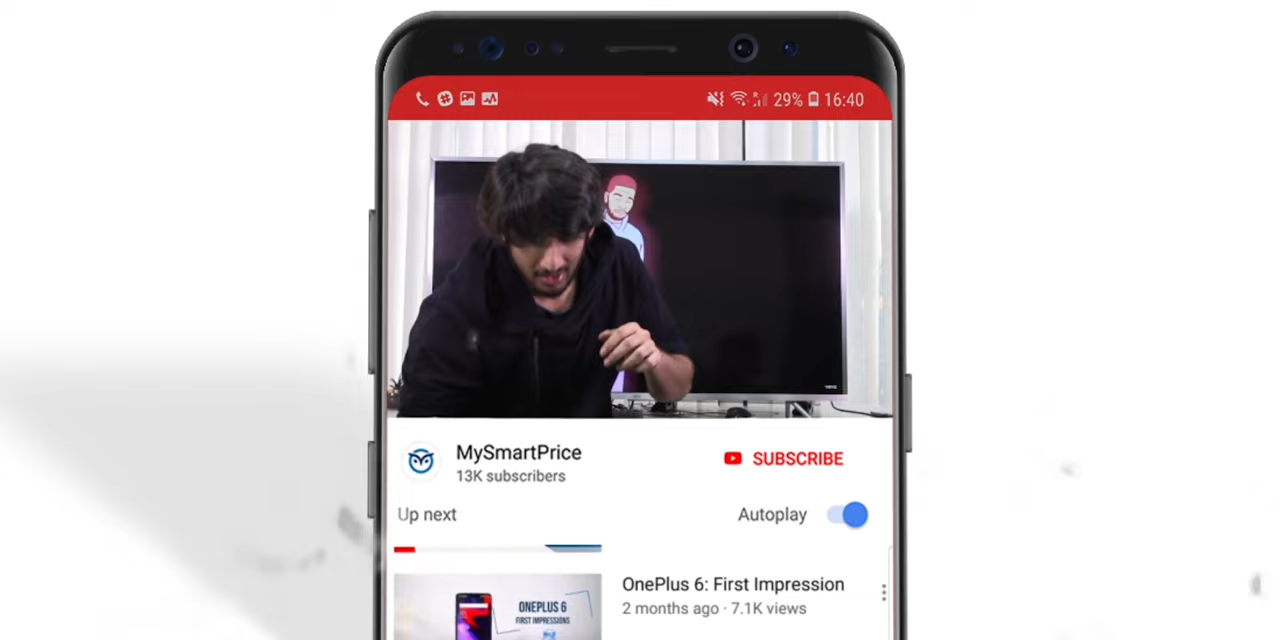 29% 16:40
MySmartPrice
13K subscribers
SUBSCRIBE
Up next
Autoplay
OnePlus 6: First Impression
2 months ago · 7.1K views
ONEPLUS 6
FIRST IMPRESSIONS